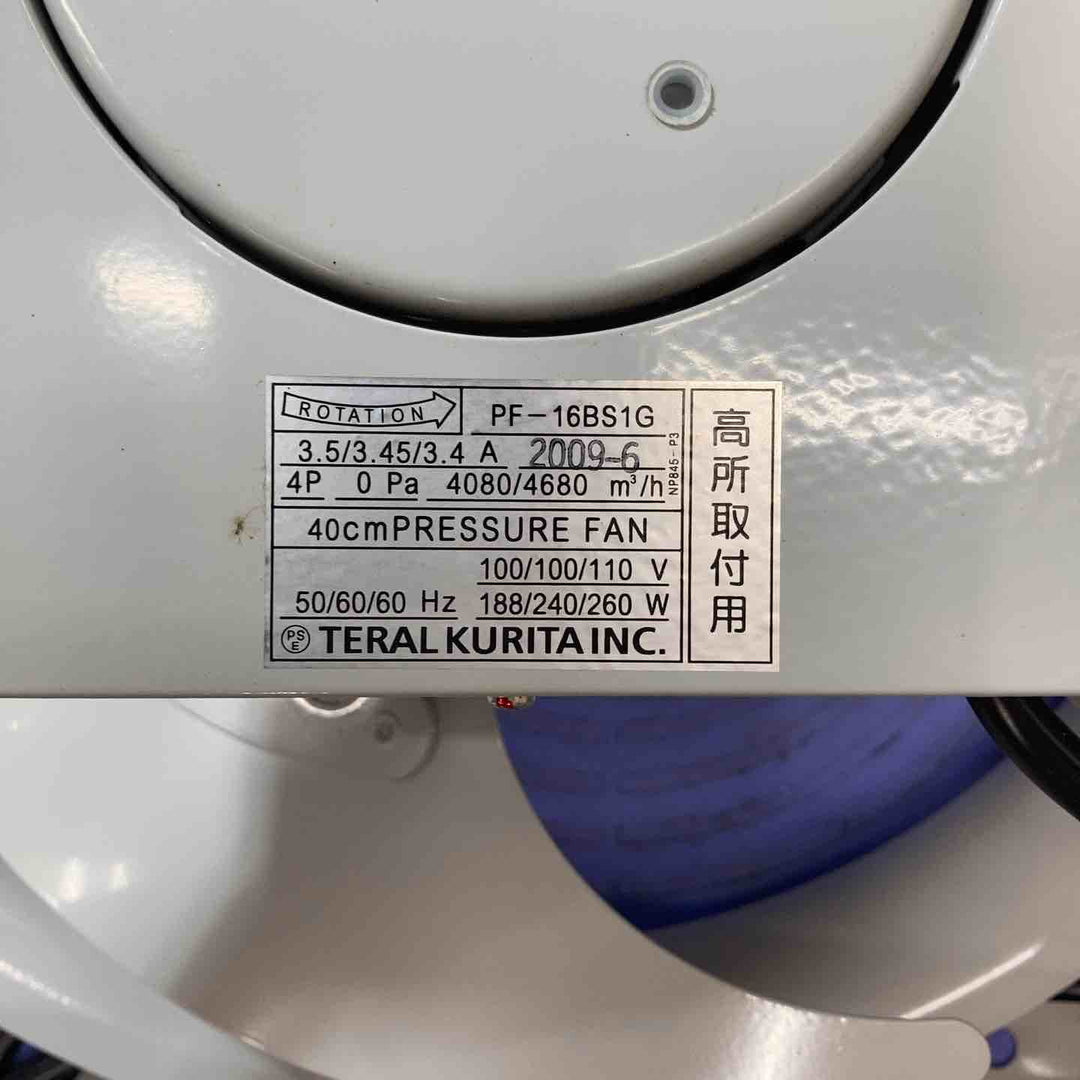 ROTATION
PF-16BS1G
3.5/3.45/3.4 A 2009-6
4P 0 Pa 4080/4680 m³/h
NP845-P3
40cmPRESSURE FAN
100/100/110 V
50/60/60 Hz 188/240/260 W
PS
E
TERAL KURITA INC.
高所取付用